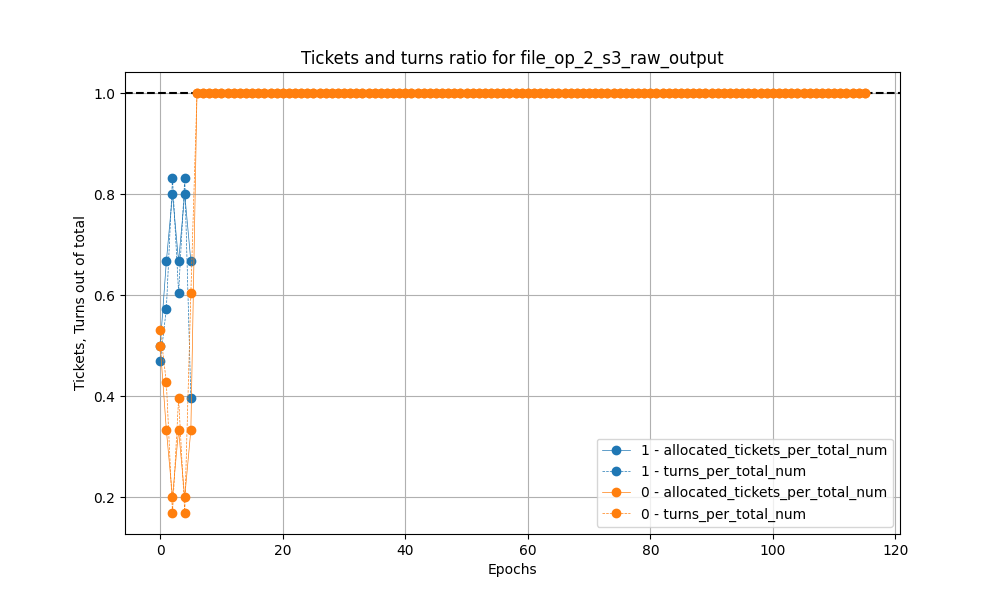 Tickets and turns ratio for file_op_2_s3_raw_output
Tickets, Turns out of total
1.0
0.8
0.6
0.4
0.2
1 - allocated_tickets_per_total_num
1 - turns_per_total_num
0 - allocated_tickets_per_total_num
0 - turns_per_total_num
0 20 40 60 80 100 120
Epochs